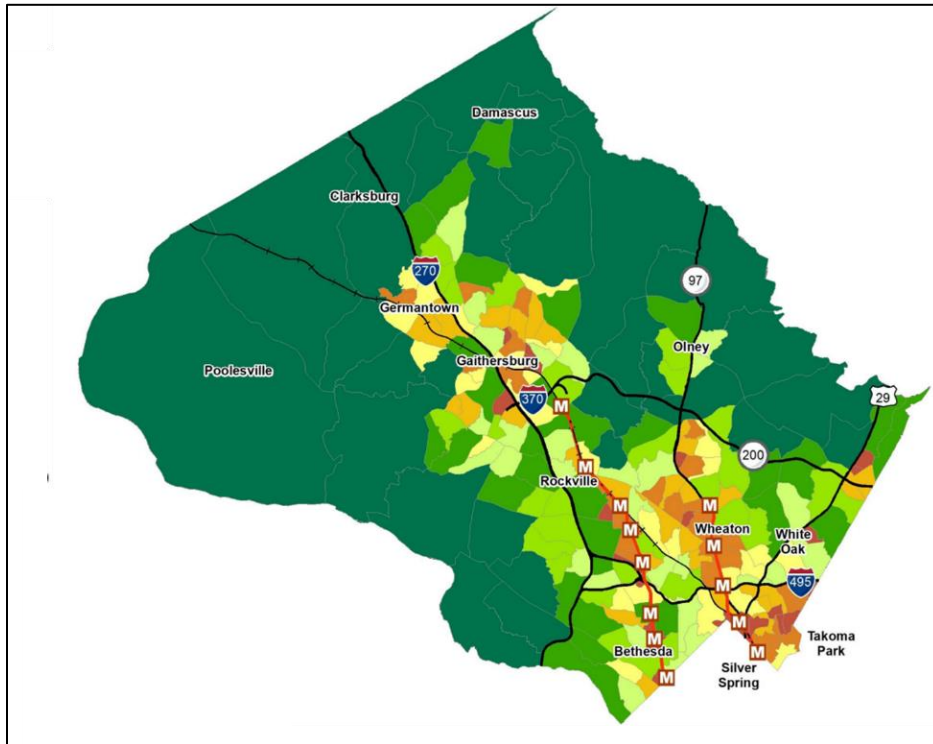 Damascus
Clarksburg
270
97
Germantown
Olney
Gaithersburg
Poolesville
370
29
M
200
M
Rockville
M
M
Wheaton
M
White
Oak
M
M
495
M
M
M
M
Takoma
Park
Bethesda
M
Silver
Spring
M